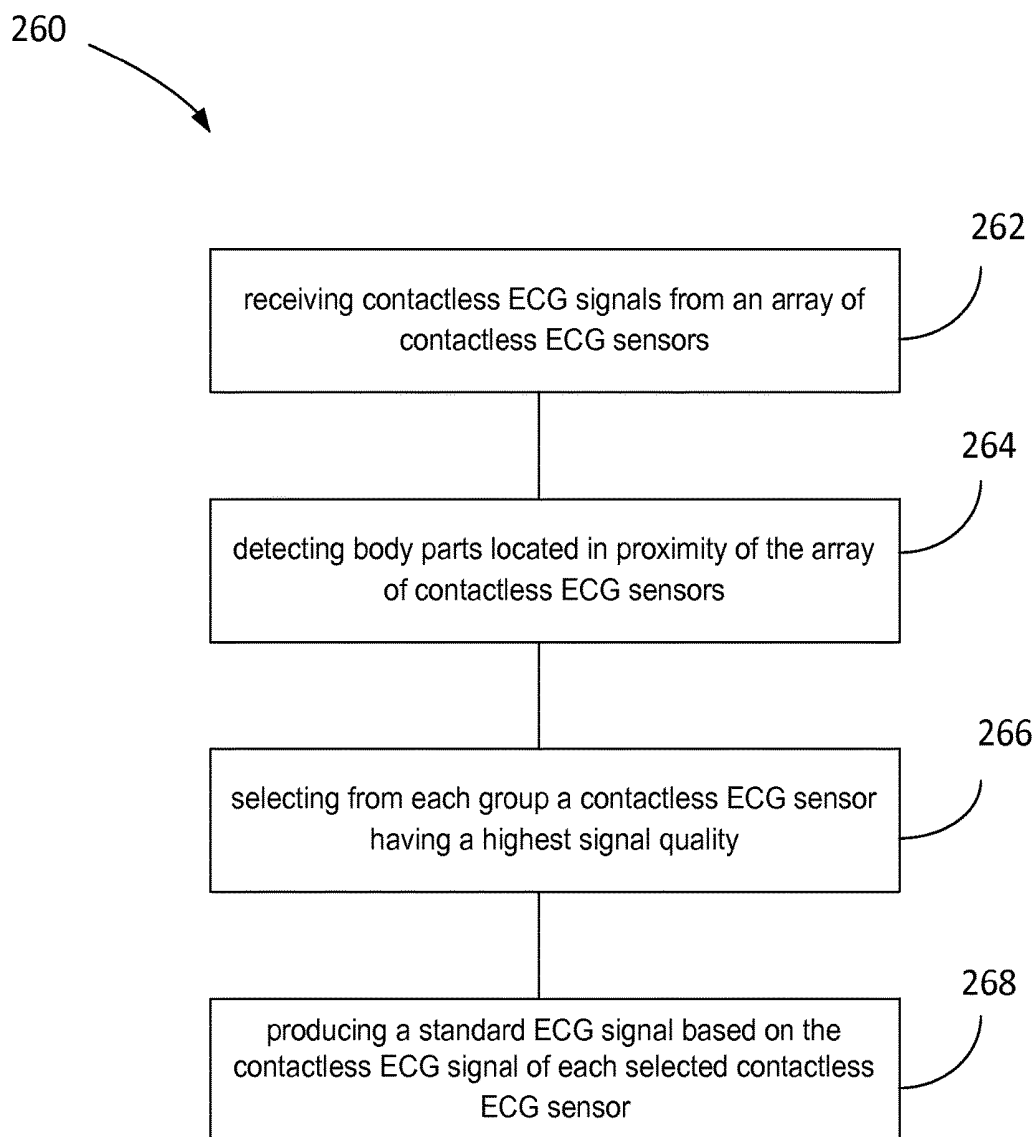 260
262
receiving contactless ECG signals from an array of
contactless ECG sensors
264
detecting body parts located in proximity of the array
of contactless ECG sensors
266
selecting from each group a contactless ECG sensor
having a highest signal quality
268
producing a standard ECG signal based on the
contactless ECG signal of each selected contactless
ECG sensor